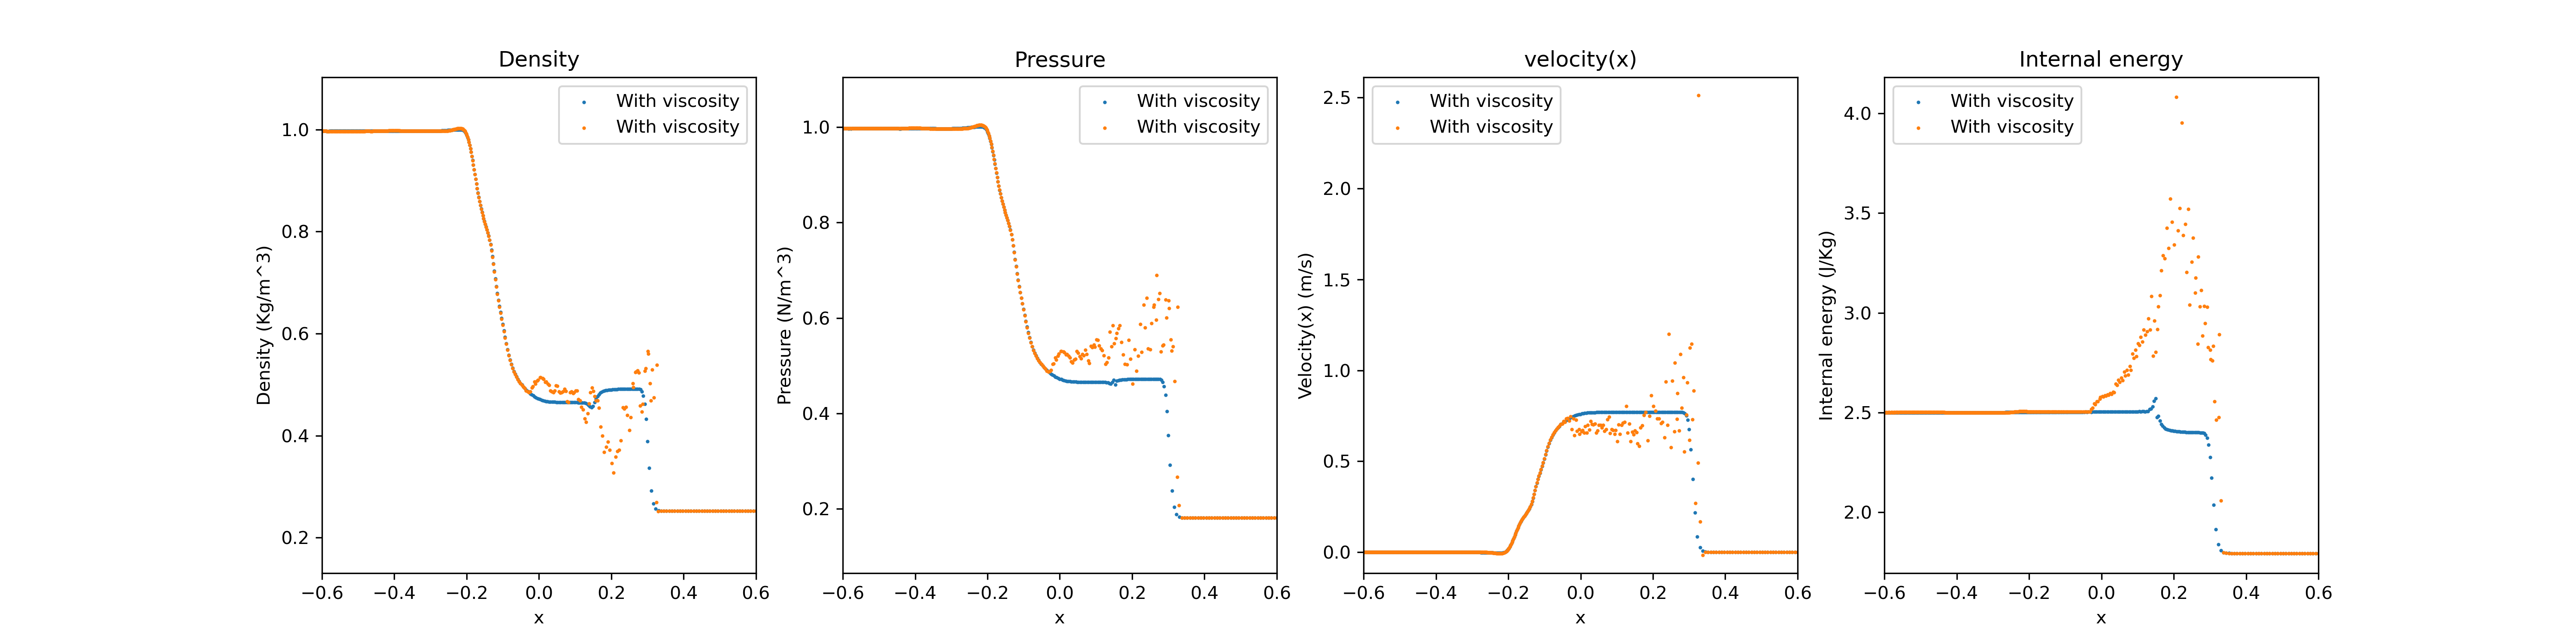 Density
With viscosity
With viscosity
1.0
0.8
0.6
0.4
0.2
Density (Kg/m^3)
−0.6 −0.4 −0.2 0.0 0.2 0.4 0.6
x
Pressure
With viscosity
With viscosity
1.0
0.8
0.6
0.4
0.2
Pressure (N/m^3)
−0.6 −0.4 −0.2 0.0 0.2 0.4 0.6
x
velocity(x)
With viscosity
With viscosity
2.5
2.0
1.5
1.0
0.5
0.0
Velocity(x) (m/s)
−0.6 −0.4 −0.2 0.0 0.2 0.4 0.6
x
Internal energy
With viscosity
With viscosity
4.0
3.5
3.0
2.5
2.0
Internal energy (J/Kg)
−0.6 −0.4 −0.2 0.0 0.2 0.4 0.6
x